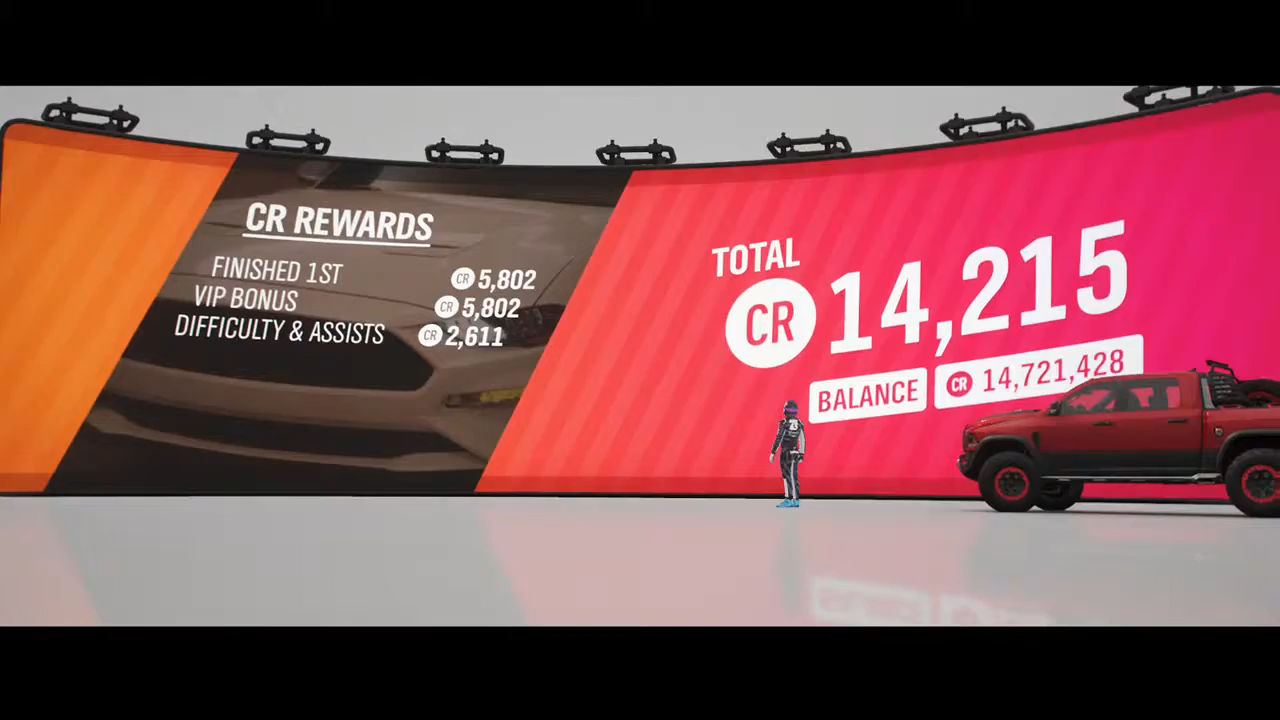 CR REWARDS
FINISHED 1ST CR 5,802
VIP BONUS CR 5,802
DIFFICULTY & ASSISTS CR 2,611
TOTAL
CR 14,215
BALANCE CR 14,721,428